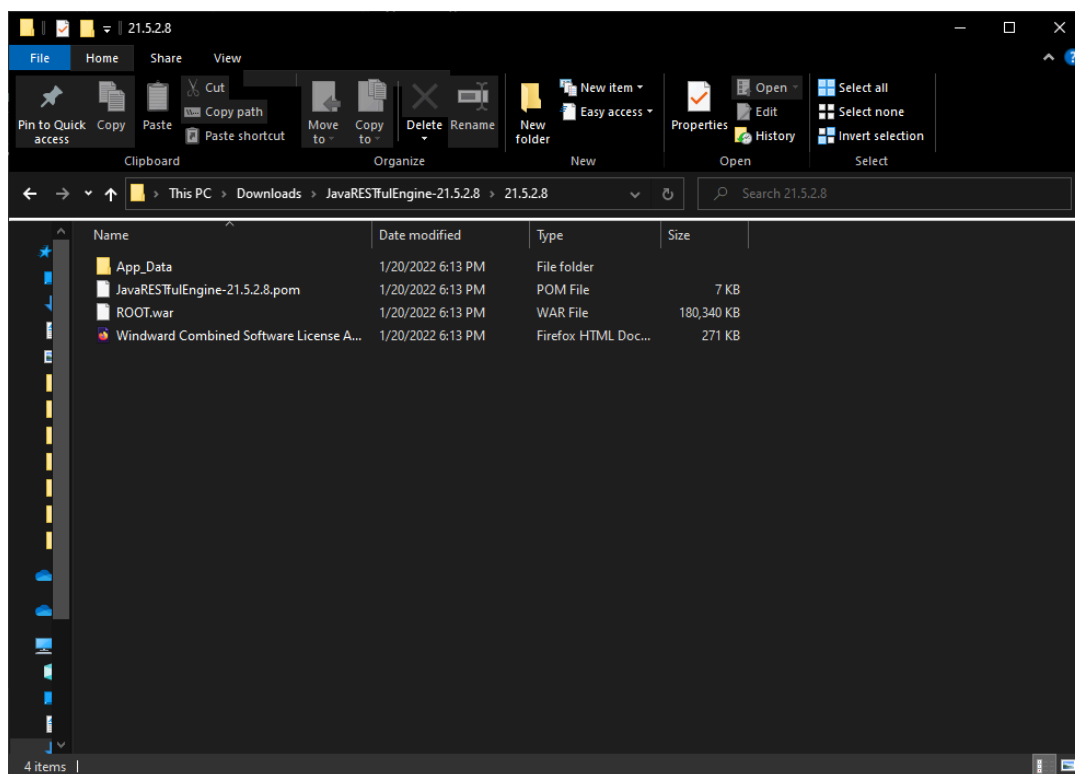 21.5.2.8
File Home Share View
Pin to Quick access
Copy
Paste
Cut
Copy path
Paste shortcut
Move to
Copy to
Delete
Rename
New folder
New item
Easy access
Properties
Open
Edit
History
Select all
Select none
Invert selection
Clipboard Organize New Open Select
This PC > Downloads > JavaRESTfulEngine-21.5.2.8 > 21.5.2.8 Search 21.5.2.8
Name Date modified Type Size
App_Data 1/20/2022 6:13 PM File folder
JavaRESTfulEngine-21.5.2.8.pom 1/20/2022 6:13 PM POM File 7 KB
ROOT.war 1/20/2022 6:13 PM WAR File 180,340 KB
Windward Combined Software License A... 1/20/2022 6:13 PM Firefox HTML Doc... 271 KB
4 items